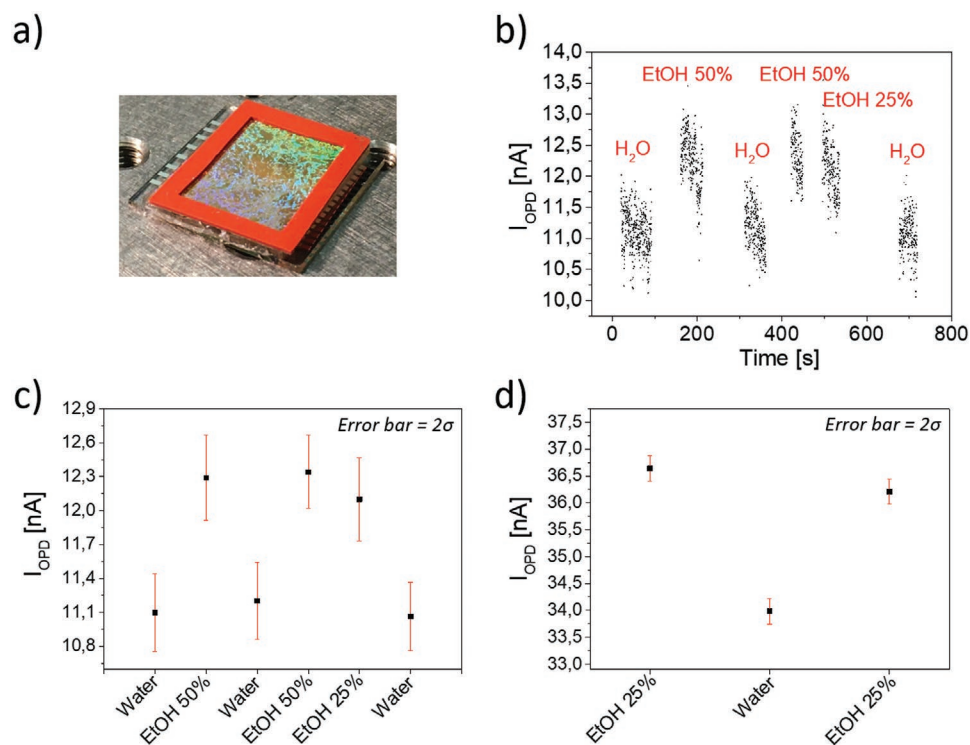 a)
b)
14,0
13,5
13,0
12,5
12,0
11,5
11,0
10,5
10,0
I_OPD [nA]
EtOH 50%
EtOH 50%
EtOH 25%
H₂O
H₂O
H₂O
0
200
400
600
800
Time [s]
c)
12,9
12,6
12,3
12,0
11,7
11,4
11,1
10,8
I_OPD [nA]
Error bar = 2σ
Water
EtOH 50%
Water
EtOH 50%
EtOH 25%
Water
d)
37,5
37,0
36,5
36,0
35,5
35,0
34,5
34,0
33,5
33,0
I_OPD [nA]
Error bar = 2σ
EtOH 25%
Water
EtOH 25%